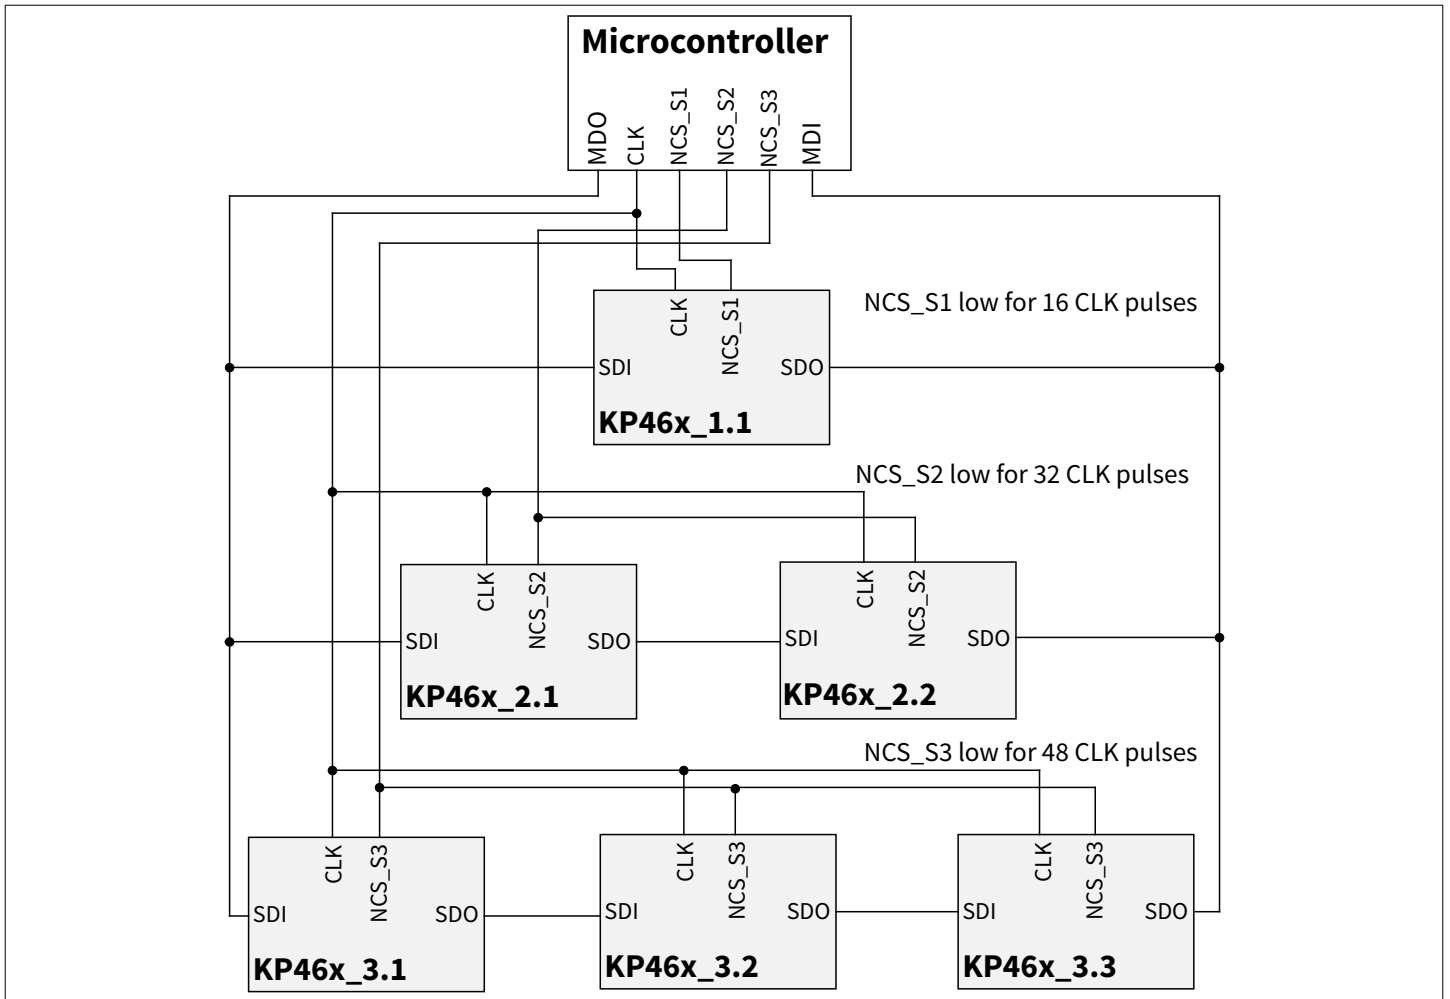 Microcontroller
MDO
CLK
NCS_S1
NCS_S2
NCS_S3
MDI
NCS_S1 low for 16 CLK pulses
CLK
NCS_S1
SDI
SDO
KP46x_1.1
NCS_S2 low for 32 CLK pulses
CLK
NCS_S2
SDI
SDO
KP46x_2.1
CLK
NCS_S2
SDI
SDO
KP46x_2.2
NCS_S3 low for 48 CLK pulses
CLK
NCS_S3
SDI
SDO
KP46x_3.1
CLK
NCS_S3
SDI
SDO
KP46x_3.2
CLK
NCS_S3
SDI
SDO
KP46x_3.3